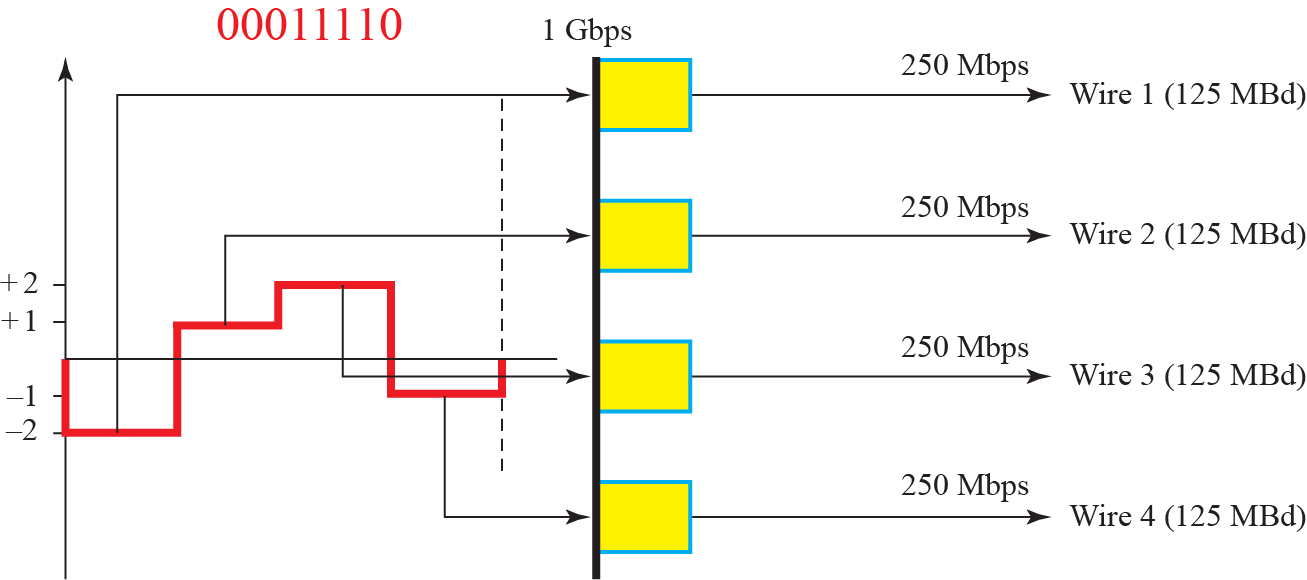 00011110
1 Gbps
250 Mbps
Wire 1 (125 MBd)
250 Mbps
Wire 2 (125 MBd)
+2
+1
250 Mbps
Wire 3 (125 MBd)
–1
–2
250 Mbps
Wire 4 (125 MBd)